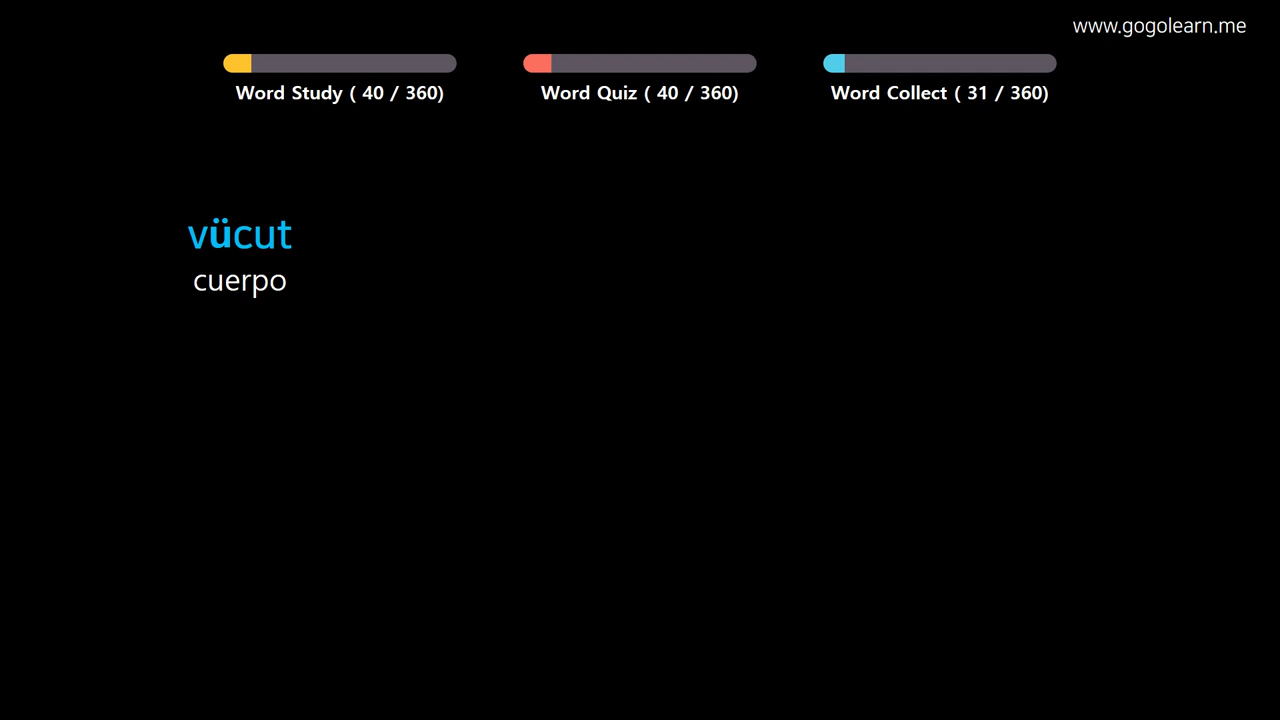 www.gogolearn.me
Word Study ( 40 / 360)
Word Quiz ( 40 / 360)
Word Collect ( 31 / 360)
vücut
cuerpo